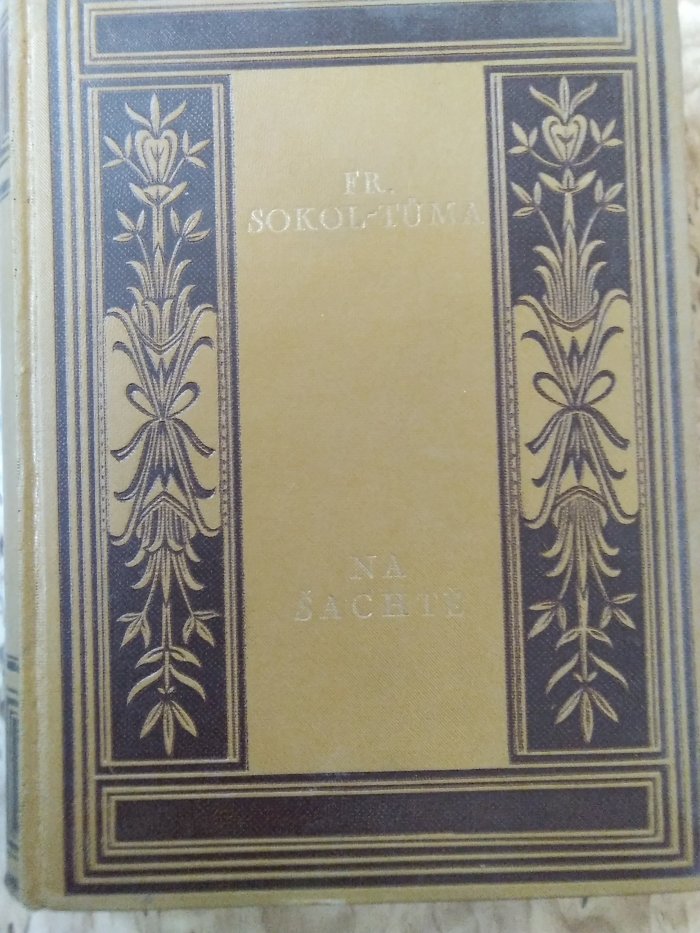 FR.
SOKOL-TŮMA
NA
ŠACHTĚ